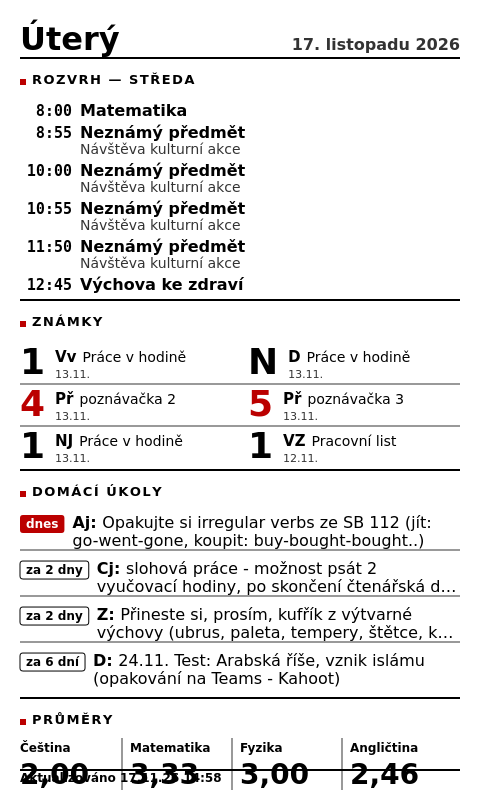 Úterý
17. listopadu 2026
ROZVRH — STŘEDA
8:00 Matematika
8:55 Neznámý předmět
Návštěva kulturní akce
10:00 Neznámý předmět
Návštěva kulturní akce
10:55 Neznámý předmět
Návštěva kulturní akce
11:50 Neznámý předmět
Návštěva kulturní akce
12:45 Výchova ke zdraví
ZNÁMKY
1 Vv Práce v hodině
13.11.
N D Práce v hodině
13.11.
4 Př poznávačka 2
13.11.
5 Př poznávačka 3
13.11.
1 NJ Práce v hodině
13.11.
1 VZ Pracovní list
12.11.
DOMÁCÍ ÚKOLY
dnes Aj: Opakujte si irregular verbs ze SB 112 (jít:
go-went-gone, koupit: buy-bought-bought..)
za 2 dny Cj: slohová práce - možnost psát 2
vyučovací hodiny, po skončení čtenářská d…
za 2 dny Z: Přineste si, prosím, kufřík z výtvarné
výchovy (ubrus, paleta, tempery, štětce, k…
za 6 dní D: 24.11. Test: Arabská říše, vznik islámu
(opakování na Teams - Kahoot)
PRŮMĚRY
Čeština Matematika Fyzika Angličtina
2,00 3,33 3,00 2,46
Aktualizováno 17.11.